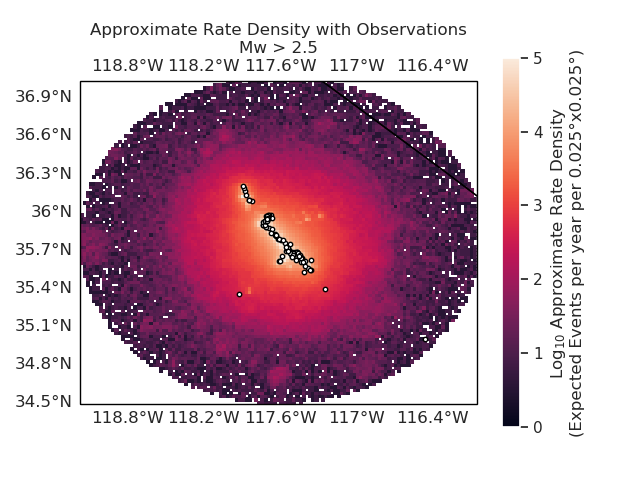 Approximate Rate Density with Observations
Mw > 2.5
118.8°W 118.2°W 117.6°W 117°W 116.4°W
36.9°N
36.6°N
36.3°N
36°N
35.7°N
35.4°N
35.1°N
34.8°N
34.5°N
118.8°W 118.2°W 117.6°W 117°W 116.4°W
5
4
3
2
1
0
Log₁₀ Approximate Rate Density
(Expected Events per year per 0.025°x0.025°)